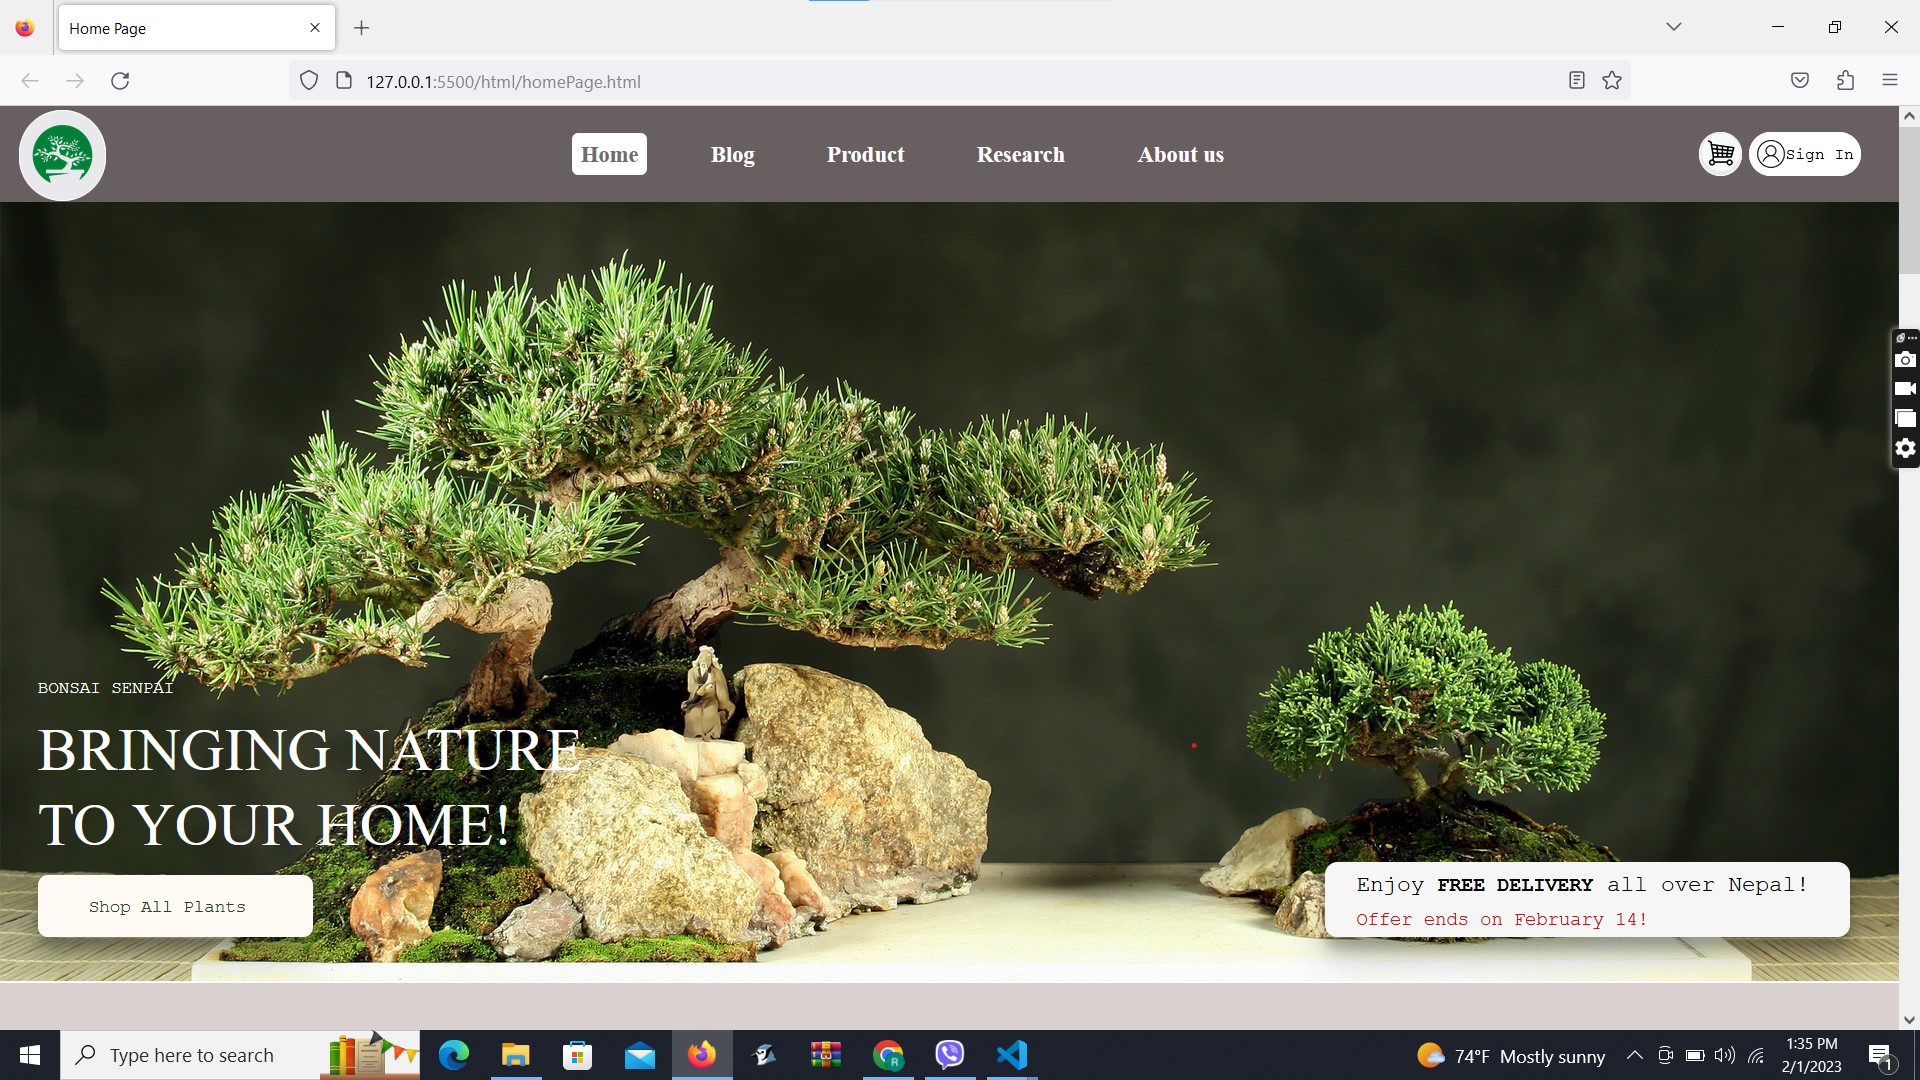 Home Page
127.0.0.1:5500/html/homePage.html
Home Blog Product Research About us Sign In
BONSAI SENPAI
BRINGING NATURE
TO YOUR HOME!
Shop All Plants
Enjoy FREE DELIVERY all over Nepal!
Offer ends on February 14!
Type here to search
R
74°F Mostly sunny
1:35 PM
2/1/2023
1